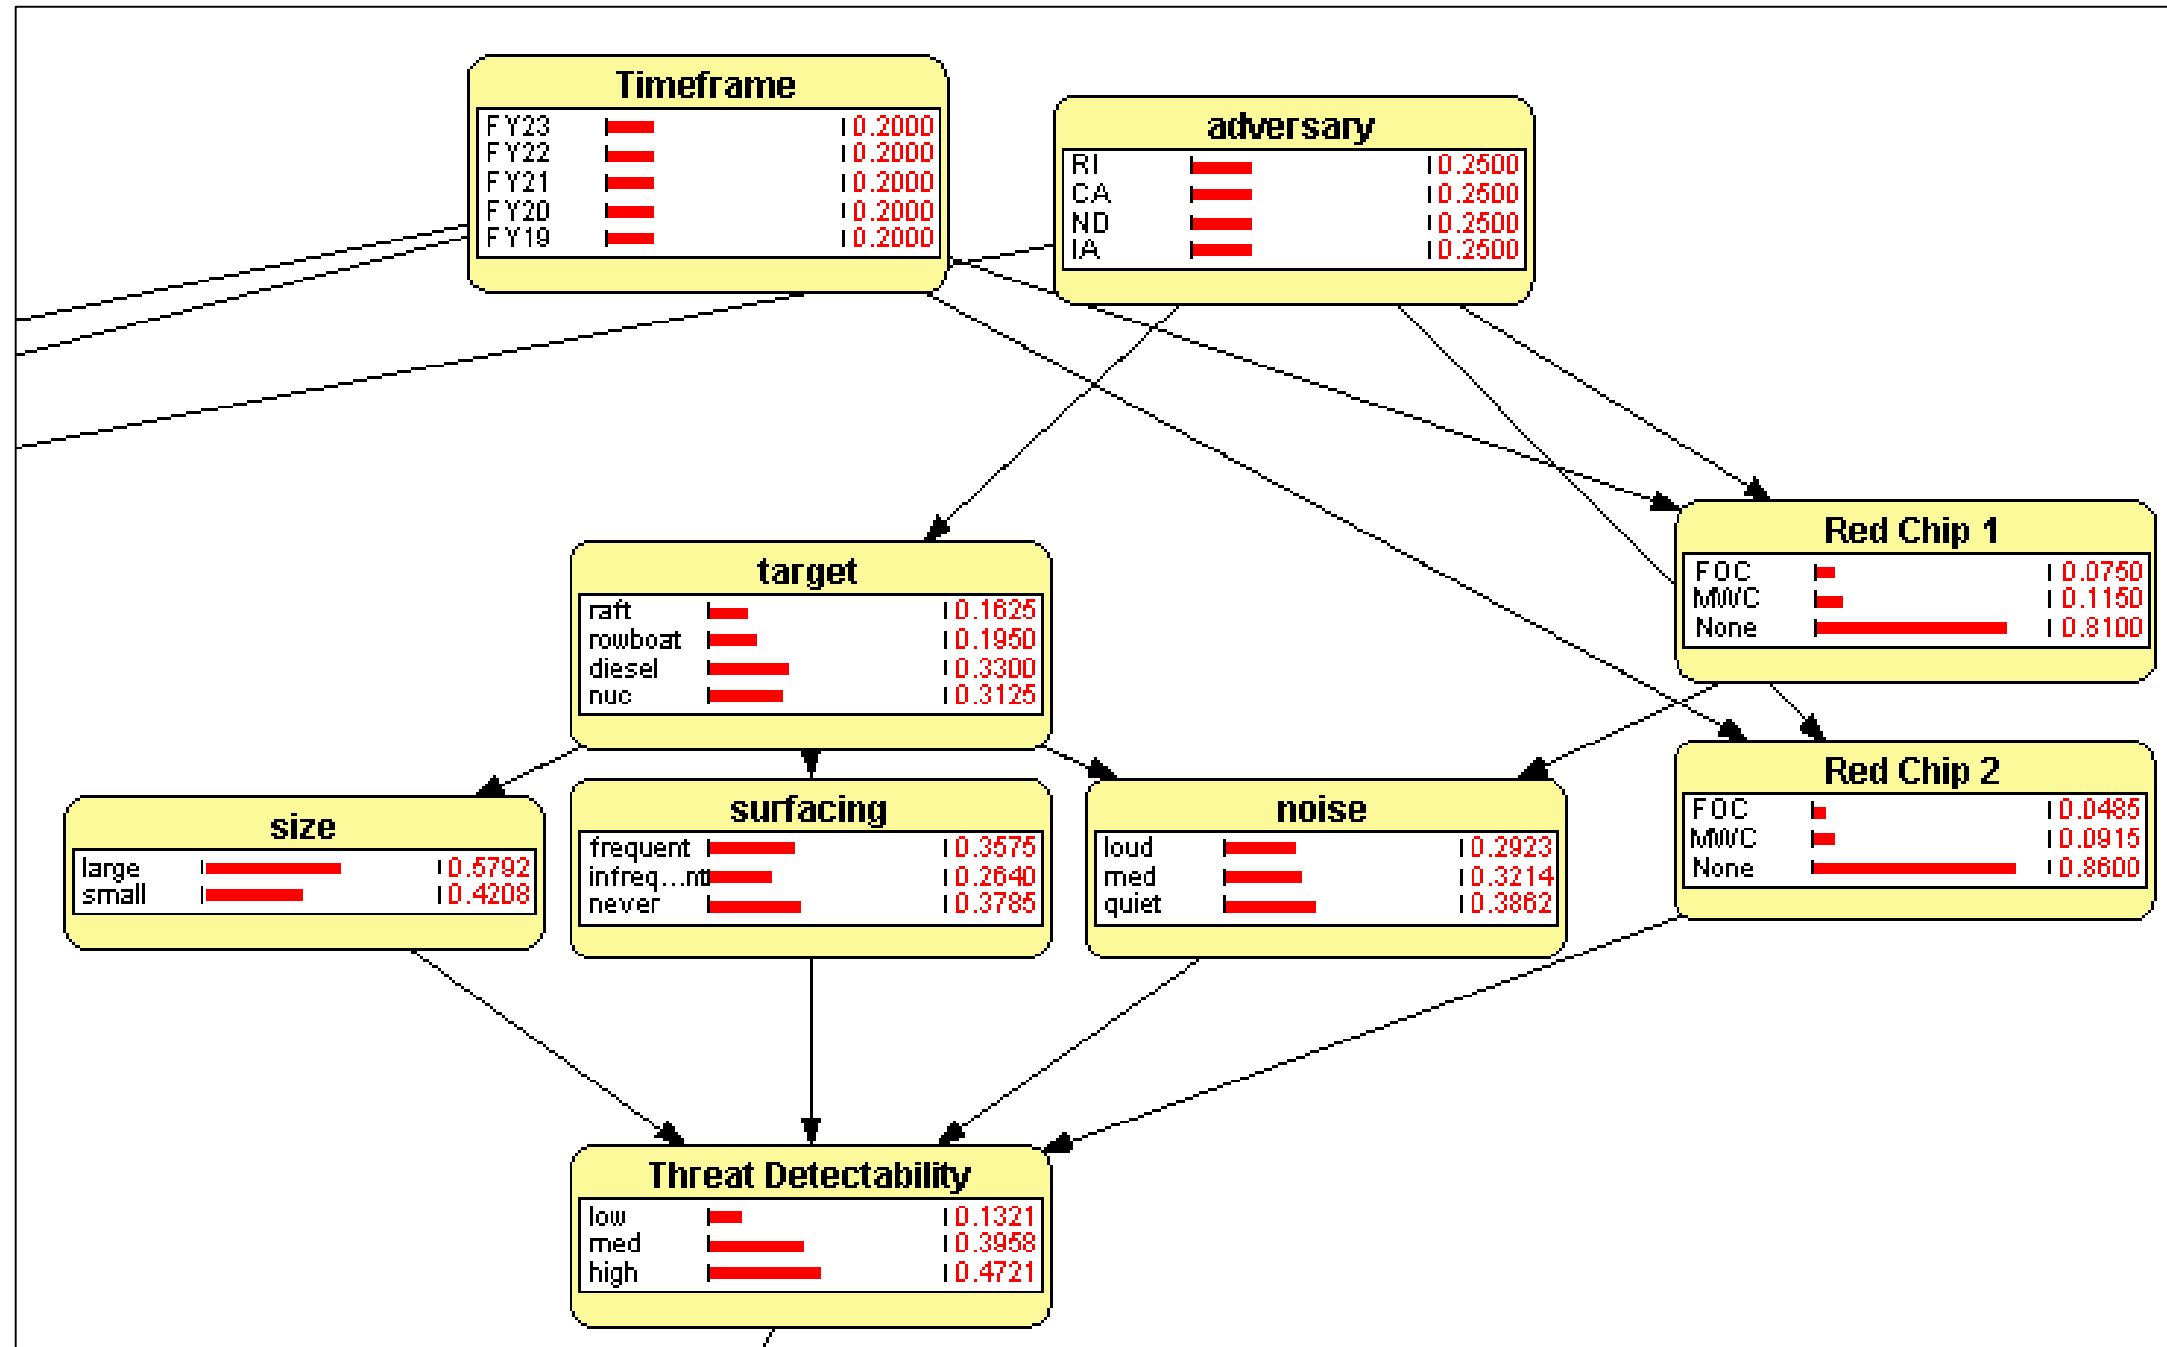 Timeframe
FY23 0.2000
FY22 0.2000
FY21 0.2000
FY20 0.2000
FY19 0.2000
adversary
RI 0.2500
CA 0.2500
ND 0.2500
IA 0.2500
Red Chip 1
FOC 0.0750
MWC 0.1150
None 0.8100
target
raft 0.1625
rowboat 0.1950
diesel 0.3300
nuc 0.3125
Red Chip 2
FOC 0.0485
MWC 0.0915
None 0.8600
size
large 0.5792
small 0.4208
surfacing
frequent 0.3575
infreq...nt 0.2640
never 0.3785
noise
loud 0.2923
med 0.3214
quiet 0.3862
Threat Detectability
low 0.1321
med 0.3958
high 0.4721